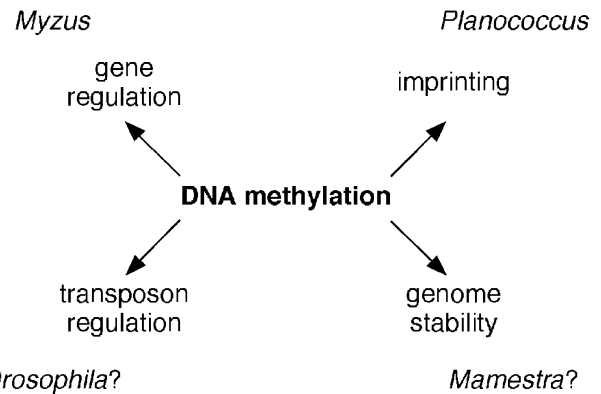 Myzus
Planococcus
gene
regulation
imprinting
DNA methylation
transposon
regulation
genome
stability
rosophila?
Mamestra?